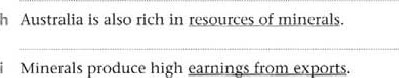 h Australia is also rich in resources of minerals.
i Minerals produce high earnings from exports.